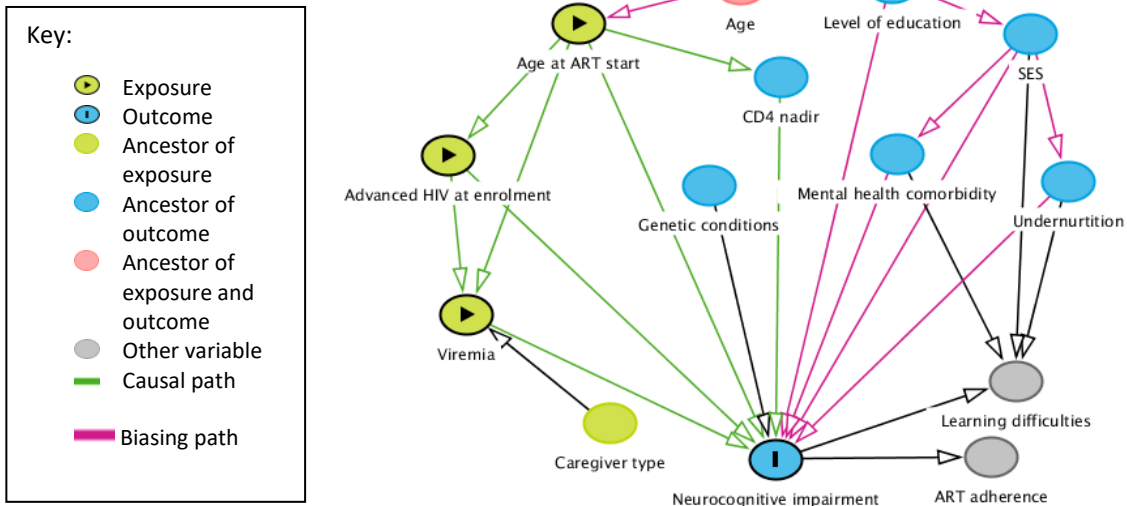 Key:
Exposure
Outcome
Ancestor of
exposure
Ancestor of
outcome
Ancestor of
exposure and
outcome
Other variable
Causal path
Biasing path
Age
Level of education
Age at ART start
SES
CD4 nadir
Advanced HIV at enrolment
Mental health comorbidity
Genetic conditions
Undernurtition
Viremia
Learning difficulties
Caregiver type
Neurocognitive impairment
ART adherence